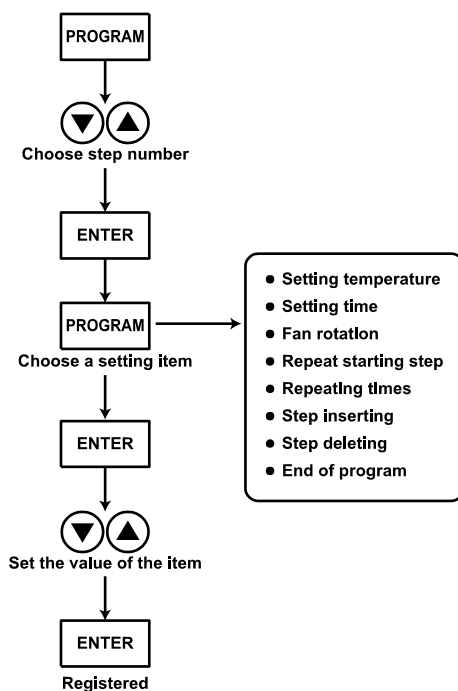 PROGRAM
Choose step number
ENTER
PROGRAM
Choose a setting item
● Setting temperature
● Setting time
● Fan rotation
● Repeat starting step
● Repeating times
● Step inserting
● Step deleting
● End of program
ENTER
Set the value of the item
ENTER
Registered